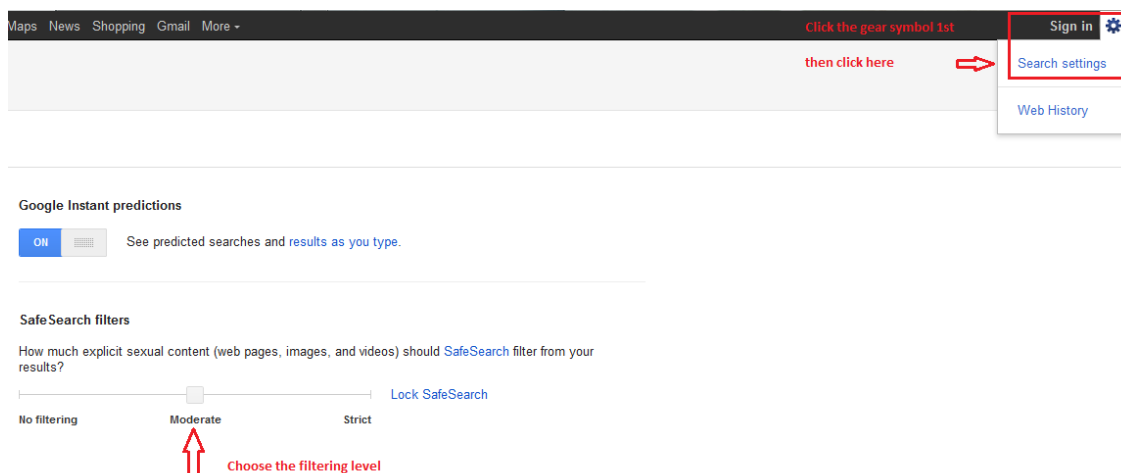 Maps News Shopping Gmail More
Click the gear symbol 1st
Sign in
then click here
Search settings
Web History
Google Instant predictions
ON
See predicted searches and results as you type.
SafeSearch filters
How much explicit sexual content (web pages, images, and videos) should SafeSearch filter from your
results?
Lock SafeSearch
No filtering Moderate Strict
Choose the filtering level